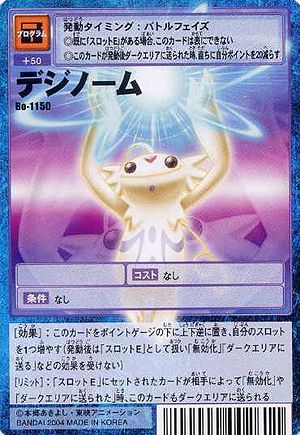 プログラム
+50
発動タイミング：バトルフェイズ
◎既に「スロットE」がある場合、このカードは奥にできない
◎このカードが発動後ダークエリアに送られた時、直ちに自分ポイントを20減らす
デジノーム
Bo-1150
コスト なし
条件 なし
[効果]：このカードをポイントゲージの下に上下逆に置き、自分のスロット
を1つ増やす(発動後は「スロットE」として扱い「無効化」「ダークエリアに
送る」などの効果を受けない)
[リミット]：「スロットE」にセットされたカードが相手によって「無効化」や
「ダークエリアに送られた」時、このカードもダークエリアに送られる
©本郷あきよし・東映アニメーション
BANDAI 2004 MADE IN KOREA